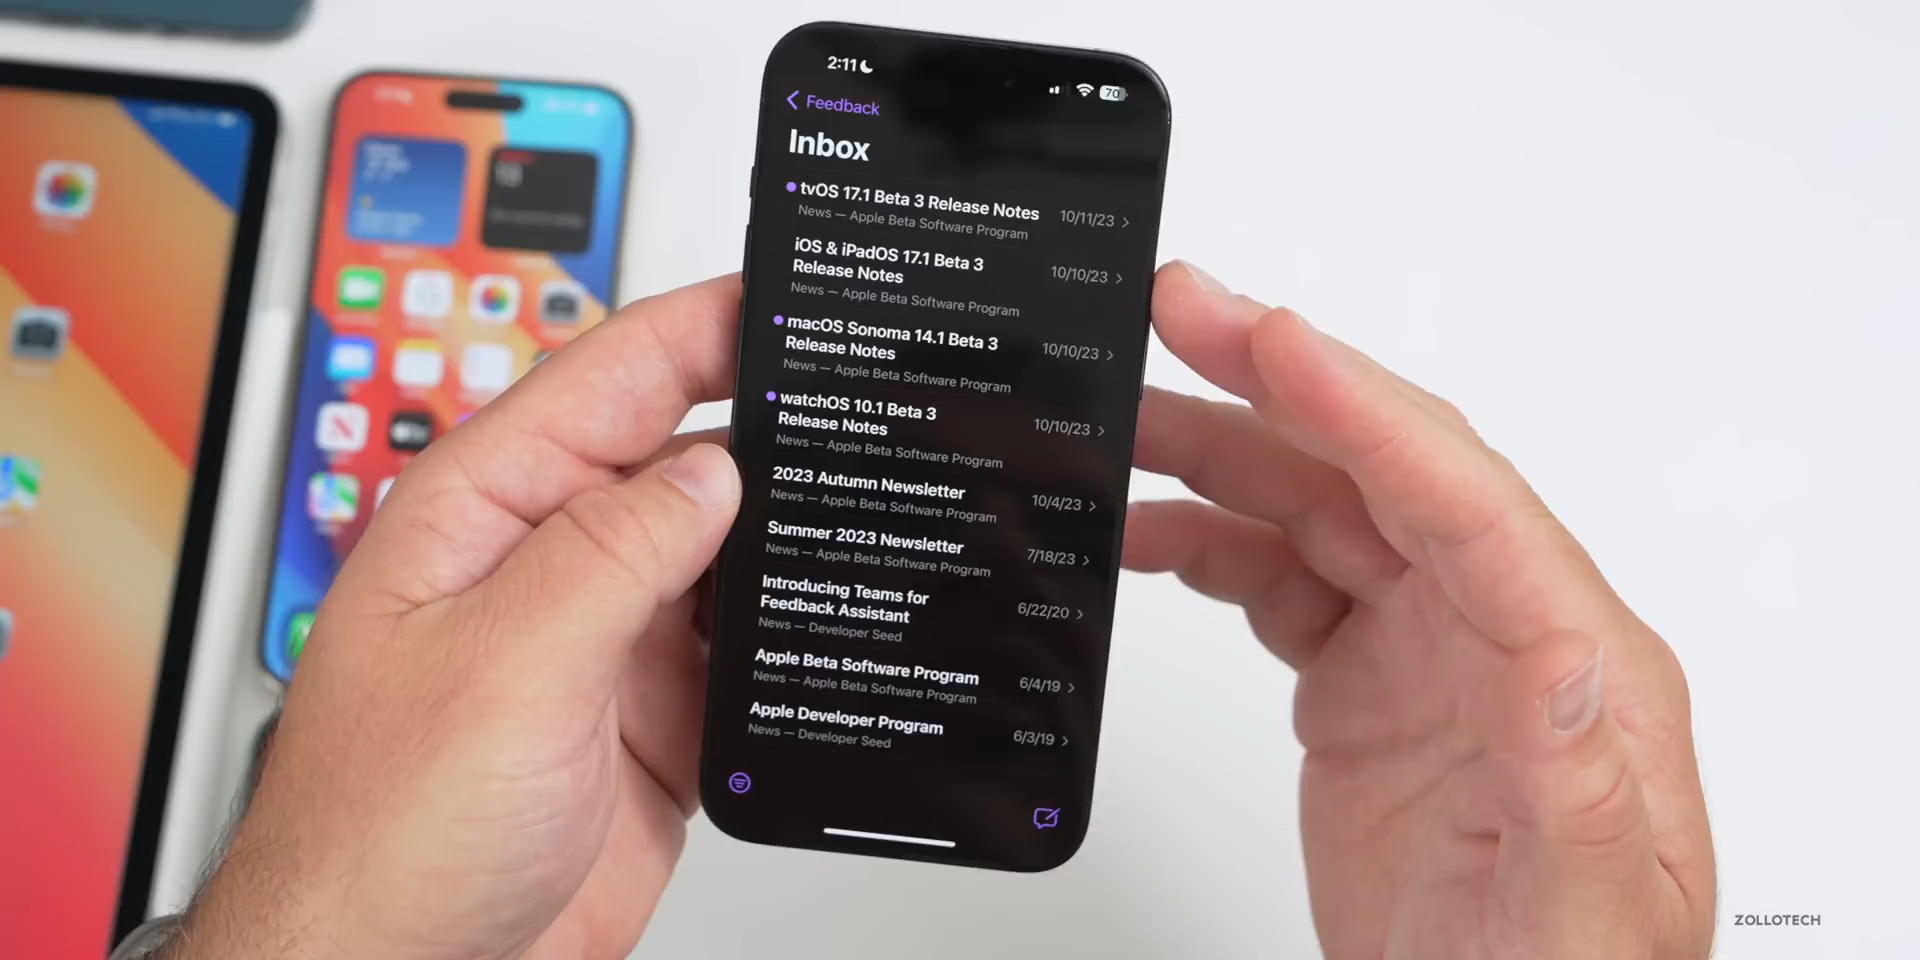 2:11
70
Feedback
Inbox
tvOS 17.1 Beta 3 Release Notes
10/11/23
News — Apple Beta Software Program
iOS & iPadOS 17.1 Beta 3
Release Notes
10/10/23
News — Apple Beta Software Program
macOS Sonoma 14.1 Beta 3
Release Notes
10/10/23
News — Apple Beta Software Program
watchOS 10.1 Beta 3
Release Notes
10/10/23
News — Apple Beta Software Program
2023 Autumn Newsletter
10/4/23
News — Apple Beta Software Program
Summer 2023 Newsletter
7/18/23
News — Apple Beta Software Program
Introducing Teams for
Feedback Assistant
6/22/20
News — Developer Seed
Apple Beta Software Program
6/4/19
News — Apple Beta Software Program
Apple Developer Program
6/3/19
News — Developer Seed
ZOLLOTECH